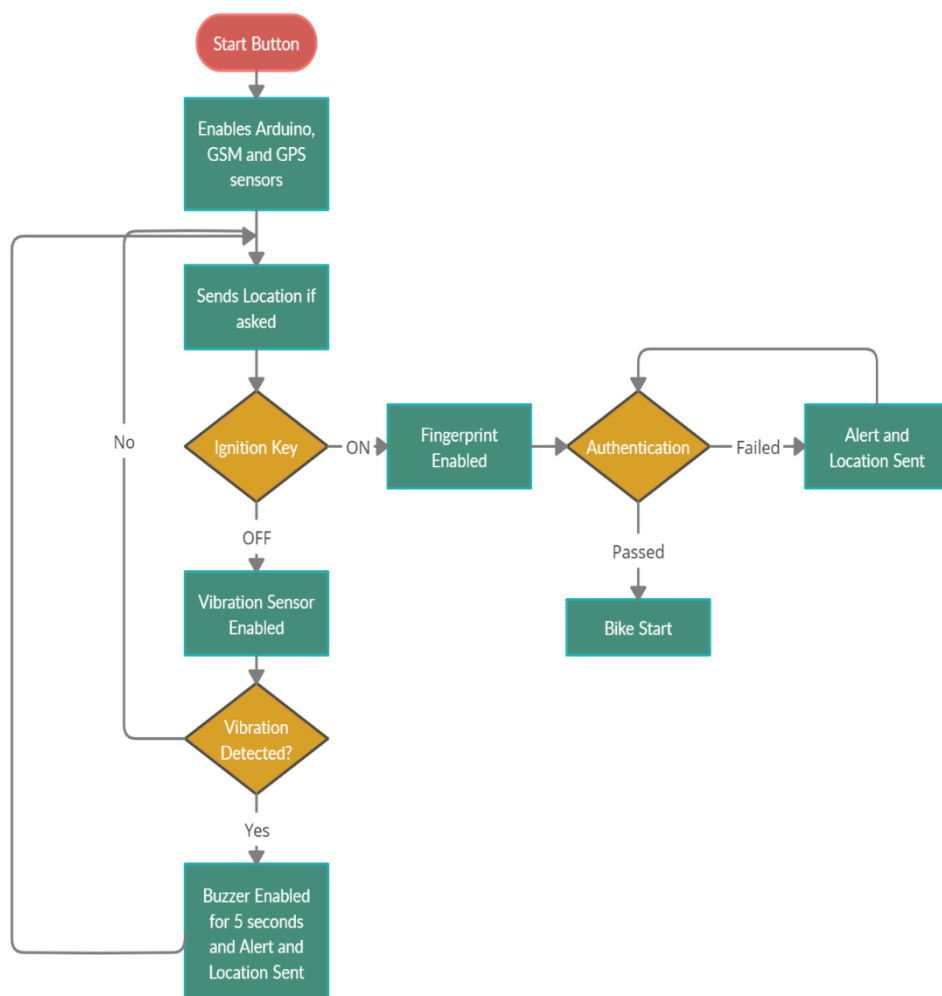 Start Button
Enables Arduino,
GSM and GPS
sensors
Sends Location if
asked
Ignition Key
ON
Fingerprint
Enabled
Authentication
Failed
Alert and
Location Sent
No
OFF
Passed
Vibration Sensor
Enabled
Bike Start
Vibration
Detected?
Yes
Buzzer Enabled
for 5 seconds
and Alert and
Location Sent